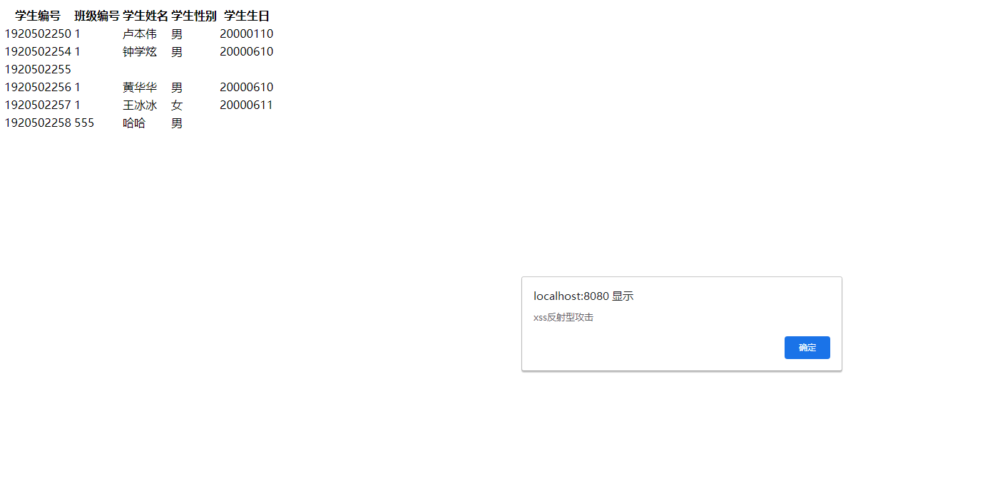 学生编号 班级编号 学生姓名 学生性别 学生生日
1920502250 1 卢本伟 男 20000110
1920502254 1 钟学炫 男 20000610
1920502255
1920502256 1 黄华华 男 20000610
1920502257 1 王冰冰 女 20000611
1920502258 555 哈哈 男
localhost:8080 显示
xss反射型攻击
确定